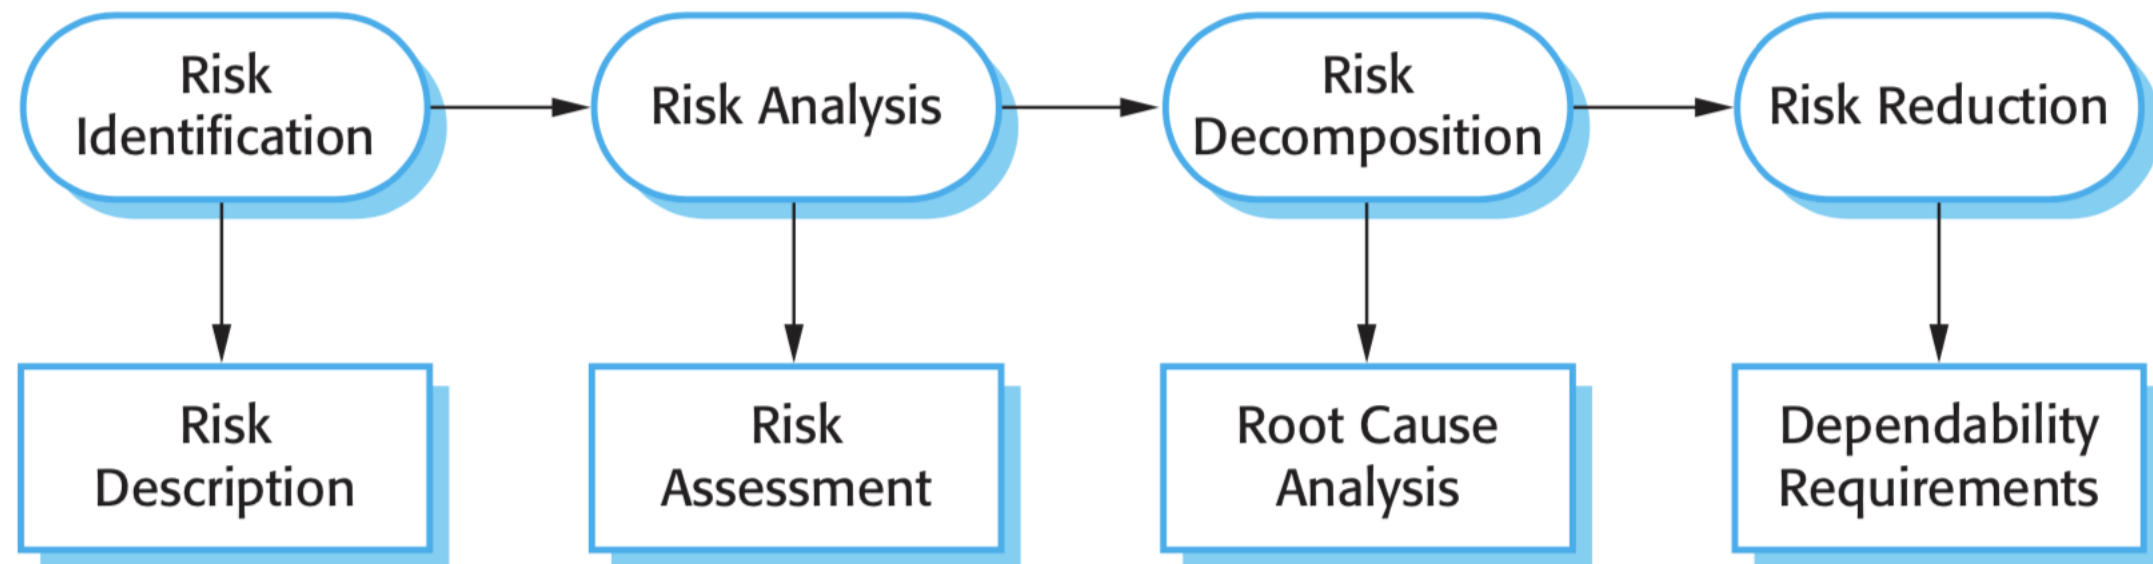 Risk
Identification
Risk Analysis
Risk
Decomposition
Risk Reduction
Risk
Description
Risk
Assessment
Root Cause
Analysis
Dependability
Requirements